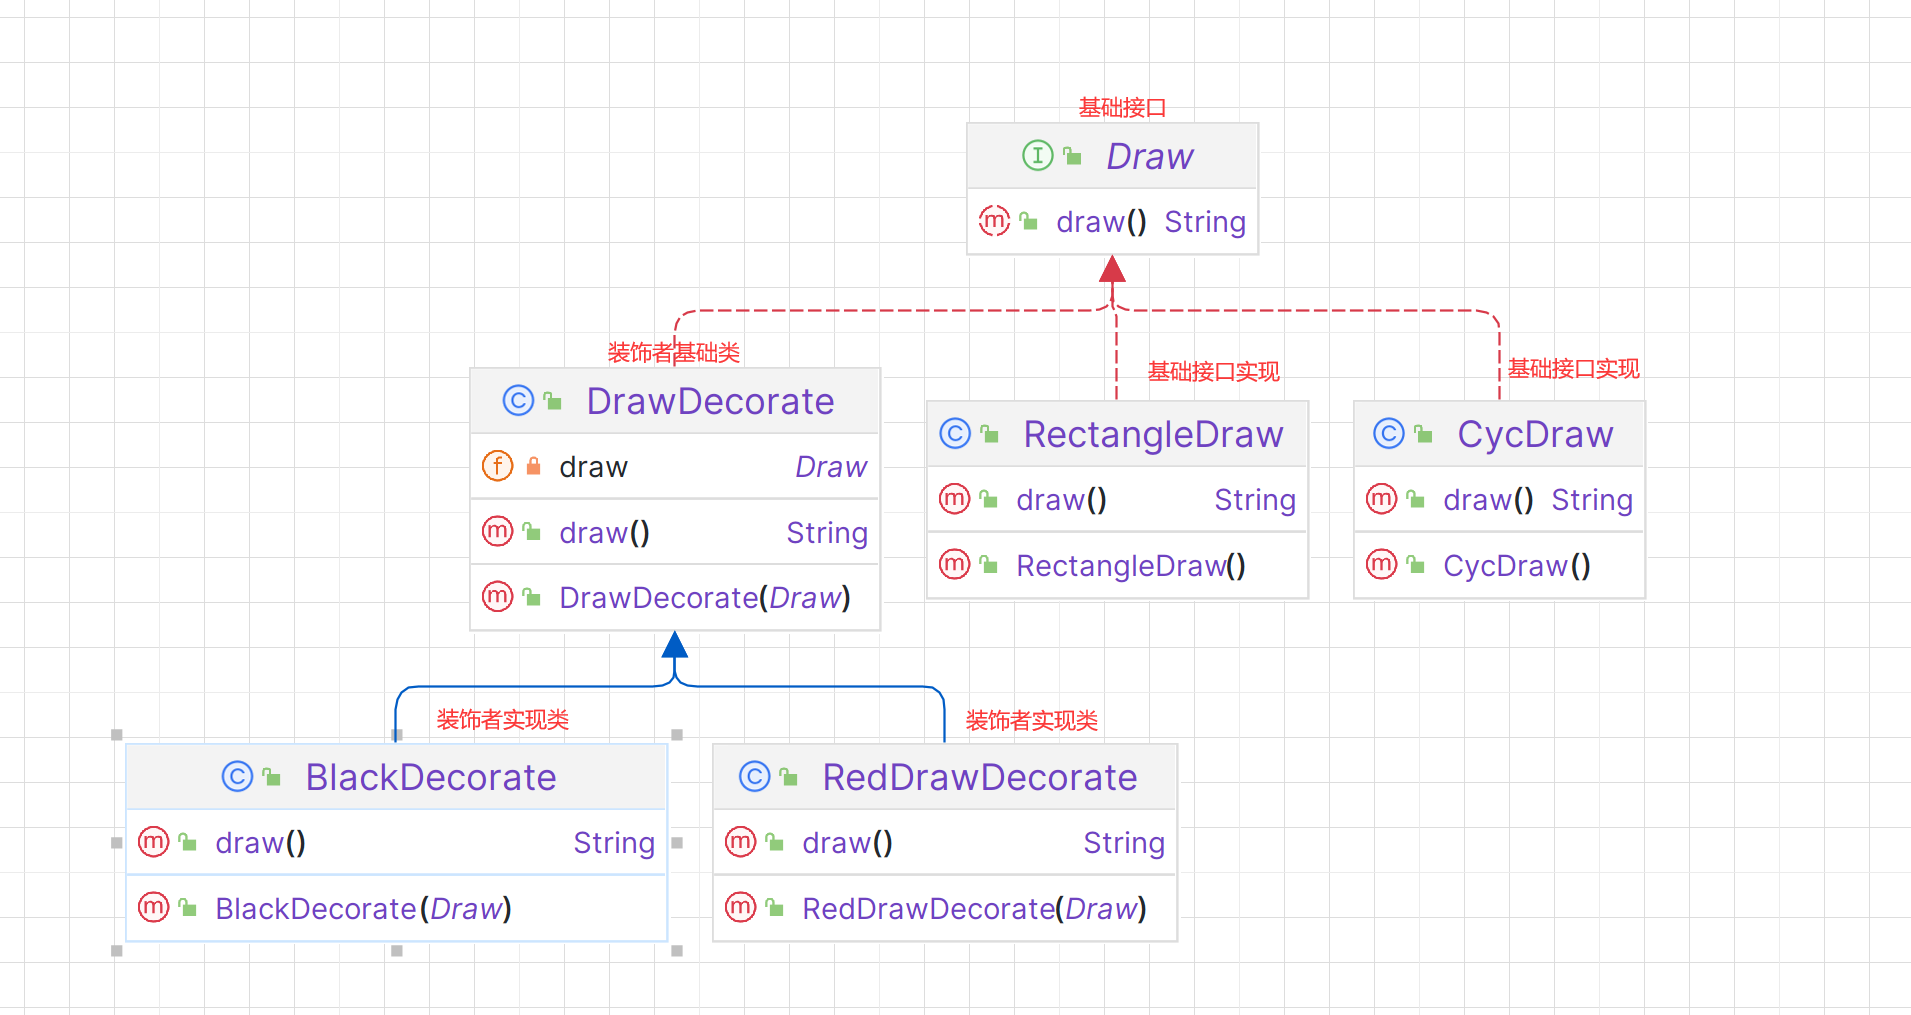 基础接口
Draw
draw() String
装饰者基础类
DrawDecorate
draw Draw
draw() String
DrawDecorate(Draw)
基础接口实现
RectangleDraw
draw() String
RectangleDraw()
基础接口实现
CycDraw
draw() String
CycDraw()
装饰者实现类
BlackDecorate
draw() String
BlackDecorate(Draw)
装饰者实现类
RedDrawDecorate
draw() String
RedDrawDecorate(Draw)